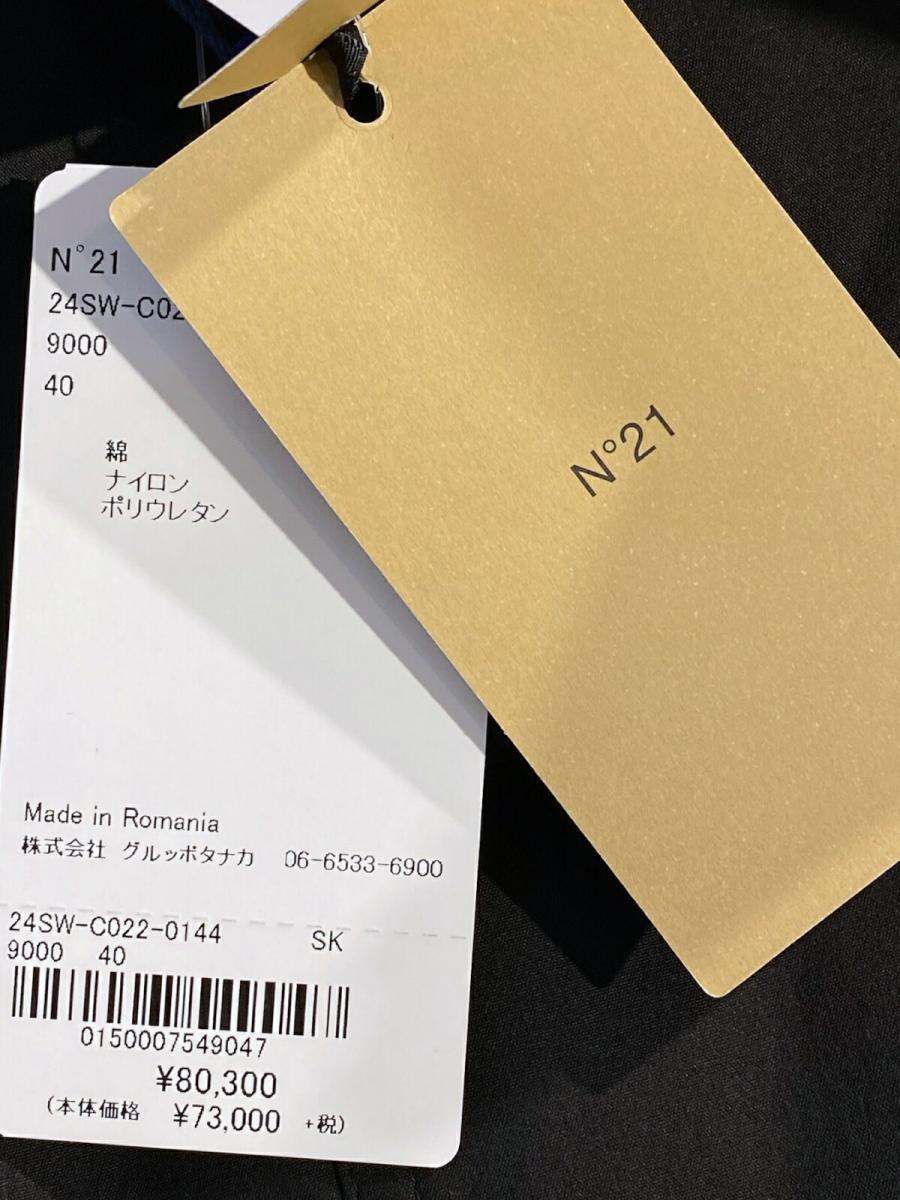 N°21
24SW-C02
9000
40
綿
ナイロン
ポリウレタン
Made in Romania
株式会社 グルッポタナカ 06-6533-6900
24SW-C022-0144 SK
9000 40
0150007549047
¥80,300
(本体価格 ¥73,000 +税)
N°21